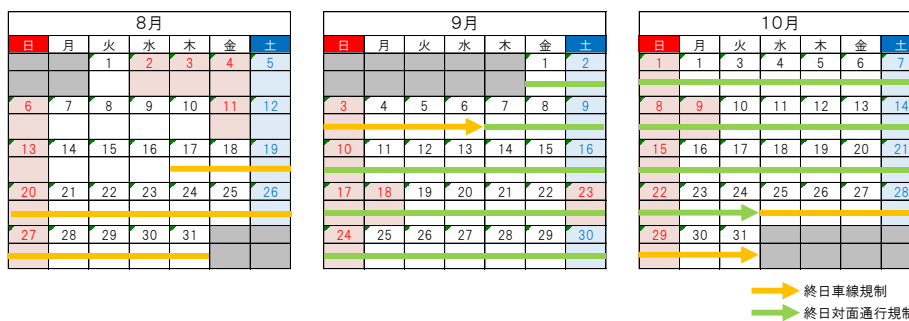 8月
日 月 火 水 木 金 土
1 2 3 4 5
6 7 8 9 10 11 12
13 14 15 16 17 18 19
20 21 22 23 24 25 26
27 28 29 30 31
9月
日 月 火 水 木 金 土
1 2
3 4 5 6 7 8 9
10 11 12 13 14 15 16
17 18 19 20 21 22 23
24 25 26 27 28 29 30
10月
日 月 火 水 木 金 土
1 1 3 4 5 6 7
8 9 10 11 12 13 14
15 16 17 18 19 20 21
22 23 24 25 26 27 28
29 30 31
終日車線規制
終日対面通行規制